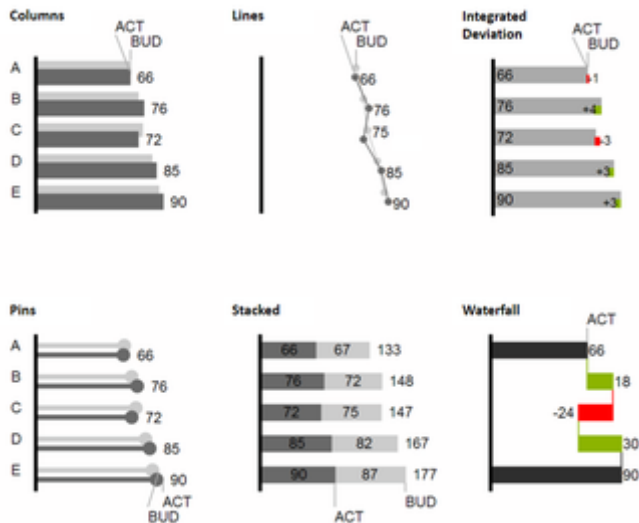 Columns
ACT
BUD
A 66
B 76
C 72
D 85
E 90
Lines
ACT
BUD
66
76
75
85
90
Integrated
Deviation
ACT
BUD
66 -1
76 +4
72 -3
85 +3
90 +3
Pins
A 66
B 76
C 72
D 85
E 90
ACT
BUD
Stacked
66 67 133
76 72 148
72 75 147
85 82 167
90 87 177
BUD
ACT
Waterfall
ACT
66
18
-24
30
90